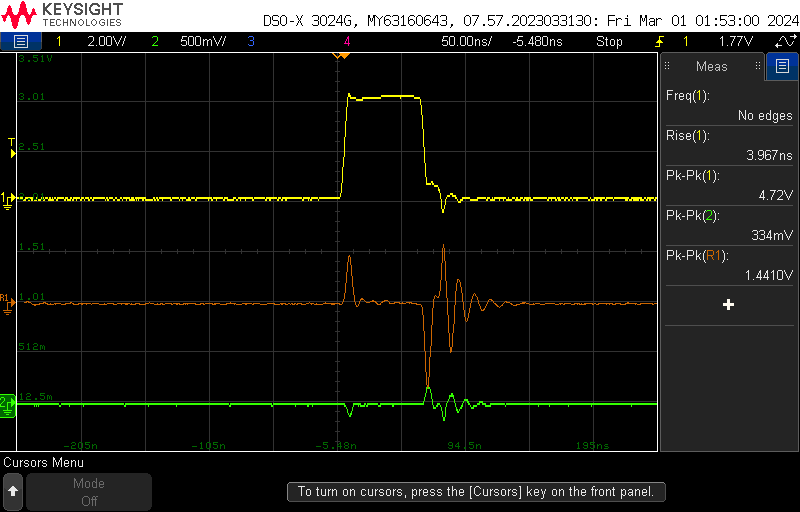 KEYSIGHT
TECHNOLOGIES
DSO-X 3024G, MY63160643, 07.57.2023033130: Fri Mar 01 01:53:00 2024
1 2.00V/ 2 500mV/ 3 4 50.00ns/ -5.480ns Stop 1 1.77V
3.51V
3.01
T
2.51
1
1.51
R1
1.01
512m
2
12.5m
-205n -105n -5.48n 94.5n 195ns
Meas
Freq(1):
No edges
Rise(1):
3.967ns
Pk-Pk(1):
4.72V
Pk-Pk(2):
334mV
Pk-Pk(R1):
1.4410V
+
Cursors Menu
Mode
Off
To turn on cursors, press the [Cursors] key on the front panel.